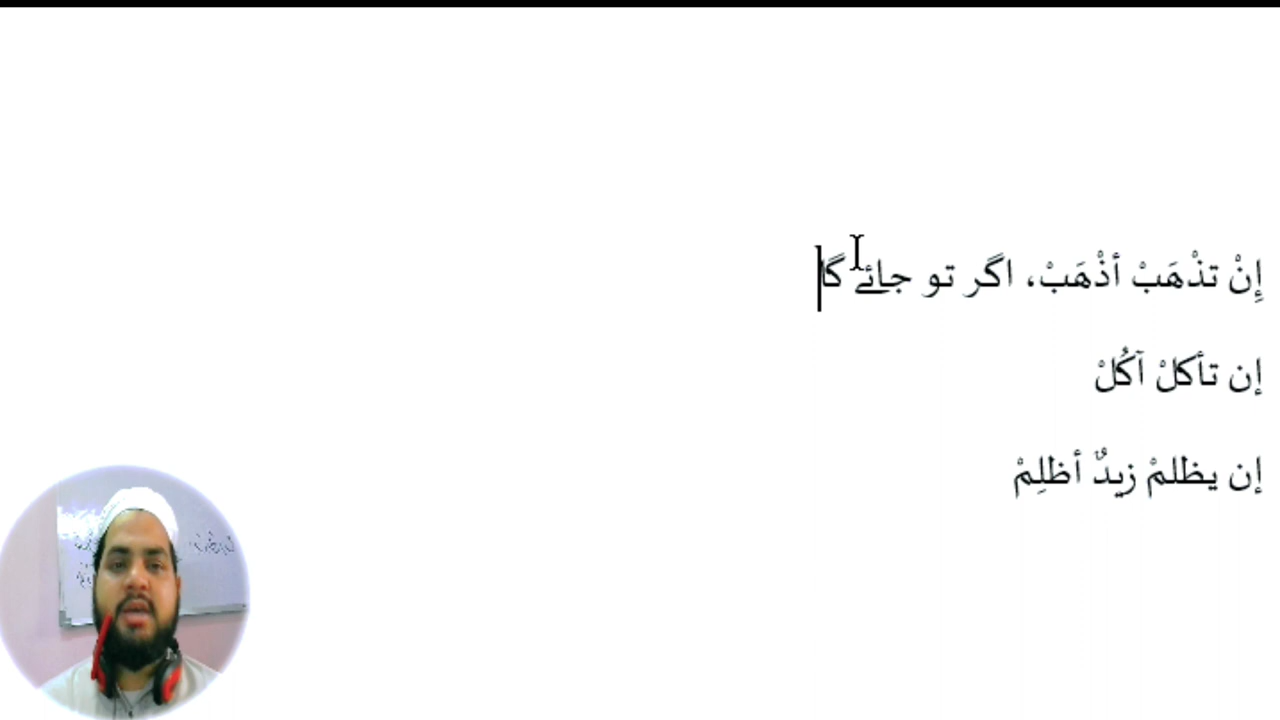 إِنْ تذْهَبْ أذْهَبْ، اگر تو جائے گا
إن تأكلْ آكُلْ
إن يظلمْ زيدٌ أظلِمْ